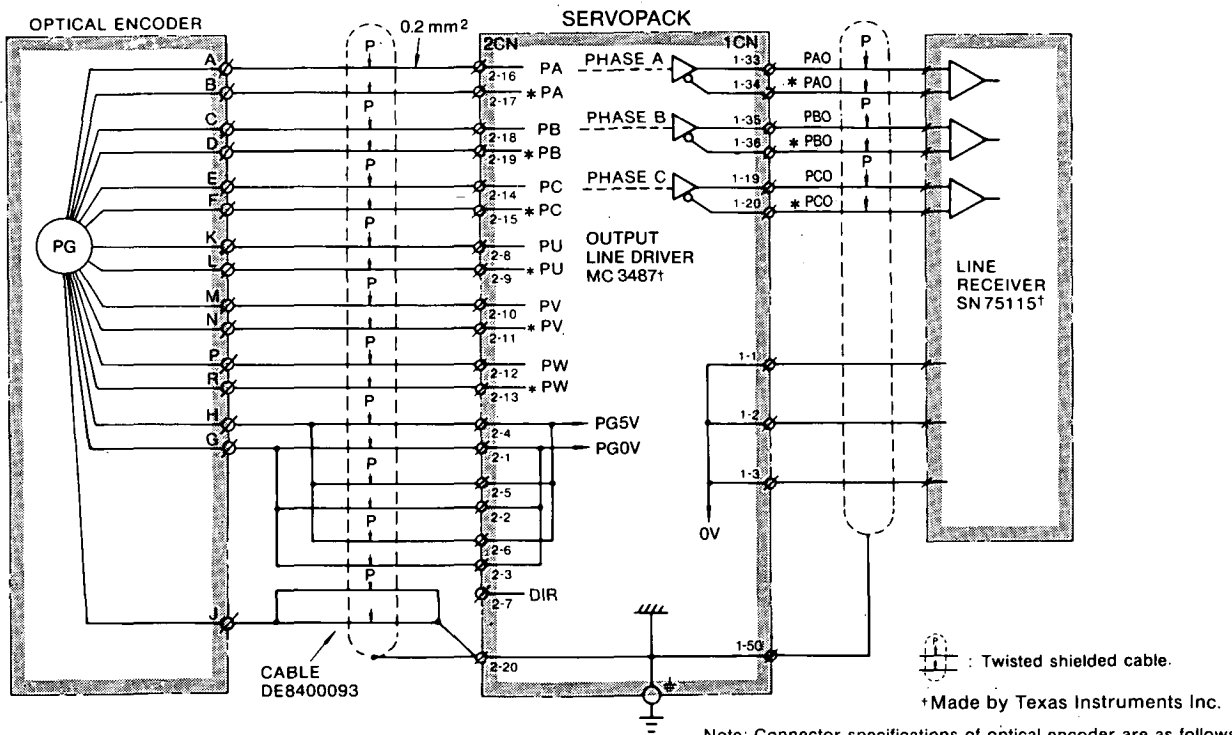 OPTICAL ENCODER
0.2 mm²
SERVOPACK
2CN
1CN
A
P
2-16
PA
PHASE A
1-33
PAO
P
B
2-17
* PA
1-34
* PAO
P
P
C
2-18
PB
PHASE B
1-35
PBO
D
2-19
* PB
1-36
* PBO
P
P
E
2-14
PC
PHASE C
1-19
PCO
F
2-15
* PC
1-20
* PCO
P
PG
K
2-8
PU
L
2-9
* PU
OUTPUT
LINE DRIVER
MC 3487†
LINE
RECEIVER
SN75115†
P
M
2-10
PV
N
2-11
* PV
P
P
2-12
PW
1-1
R
2-13
* PW
P
H
2-4
PG5V
1-2
G
2-1
PG0V
P
2-5
1-3
2-2
P
2-6
0V
2-3
P
2-7
DIR
J
CABLE
DE8400093
2-20
1-50
P
: Twisted shielded cable.
†Made by Texas Instruments Inc.
Note: Connector specifications of optical encoder are as follow